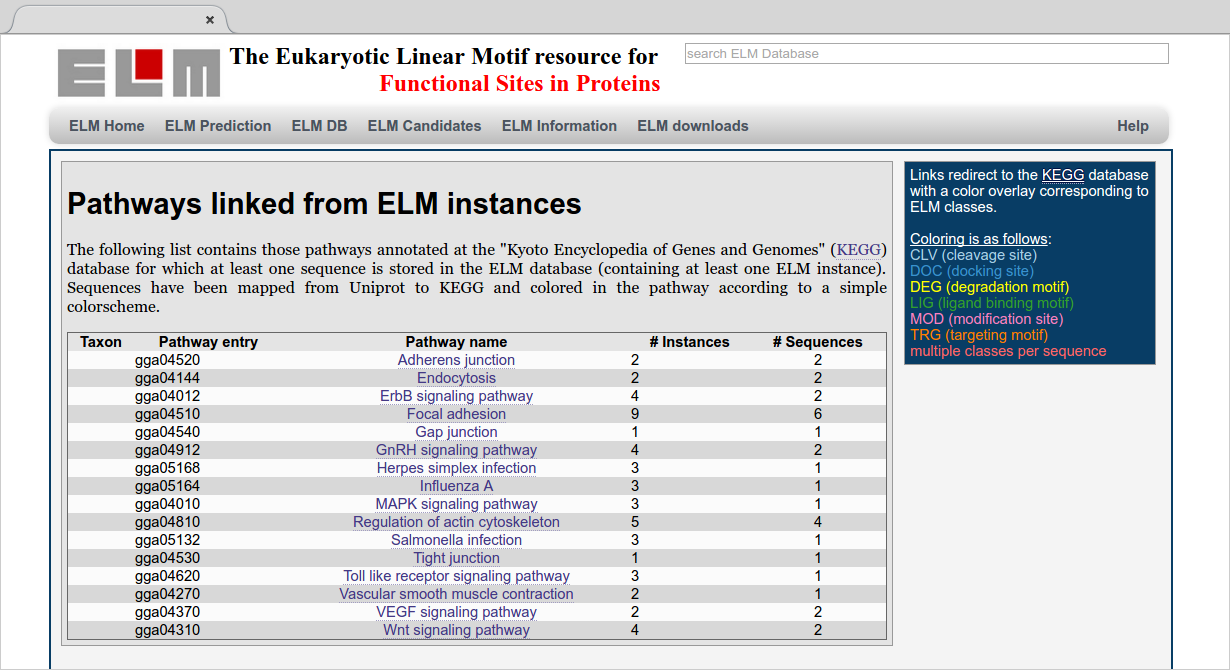 ELM
The Eukaryotic Linear Motif resource for
Functional Sites in Proteins
search ELM Database
ELM Home ELM Prediction ELM DB ELM Candidates ELM Information ELM downloads Help
Pathways linked from ELM instances
The following list contains those pathways annotated at the "Kyoto Encyclopedia of Genes and Genomes" (KEGG)
database for which at least one sequence is stored in the ELM database (containing at least one ELM instance).
Sequences have been mapped from Uniprot to KEGG and colored in the pathway according to a simple
colorscheme.
Taxon Pathway entry Pathway name # Instances # Sequences
gga04520 Adherens junction 2 2
gga04144 Endocytosis 2 2
gga04012 ErbB signaling pathway 4 2
gga04510 Focal adhesion 9 6
gga04540 Gap junction 1 1
gga04912 GnRH signaling pathway 4 2
gga05168 Herpes simplex infection 3 1
gga05164 Influenza A 3 1
gga04010 MAPK signaling pathway 3 1
gga04810 Regulation of actin cytoskeleton 5 4
gga05132 Salmonella infection 3 1
gga04530 Tight junction 1 1
gga04620 Toll like receptor signaling pathway 3 1
gga04270 Vascular smooth muscle contraction 2 1
gga04370 VEGF signaling pathway 2 2
gga04310 Wnt signaling pathway 4 2
Links redirect to the KEGG database
with a color overlay corresponding to
ELM classes.
Coloring is as follows:
CLV (cleavage site)
DOC (docking site)
DEG (degradation motif)
LIG (ligand binding motif)
MOD (modification site)
TRG (targeting motif)
multiple classes per sequence